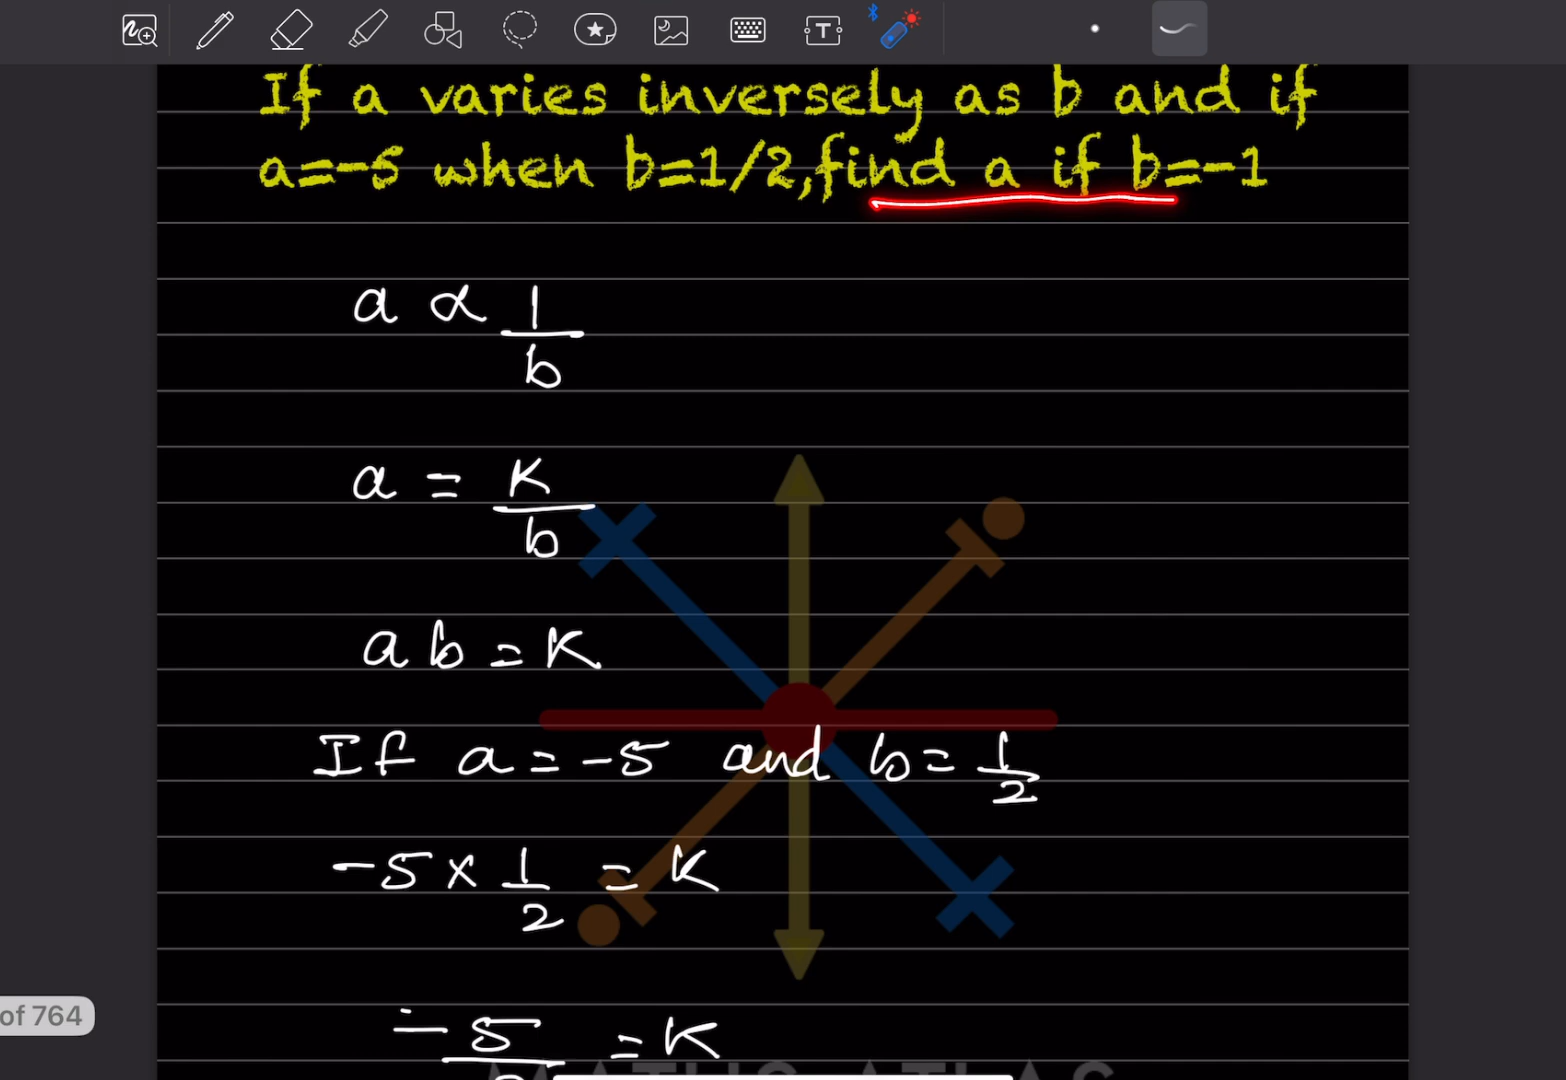 If a varies inversely as b and if
a=-5 when b=1/2,find a if b=-1
a ∝ 1/b
a = K/b
ab = K
If a = -5 and b = 1/2
-5 × 1/2 = K
-5/2 = K
of 764